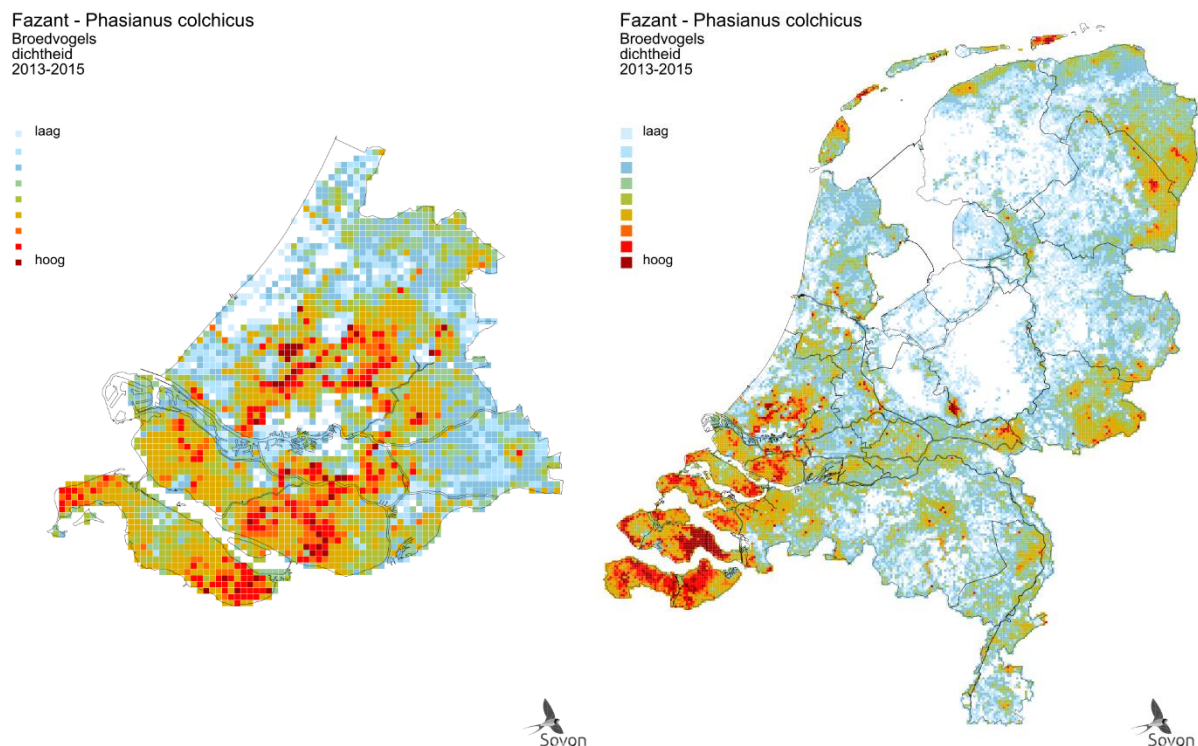 Fazant - Phasianus colchicus
Broedvogels
dichtheid
2013-2015
laag
hoog
Sovon
Fazant - Phasianus colchicus
Broedvogels
dichtheid
2013-2015
laag
hoog
Sovon